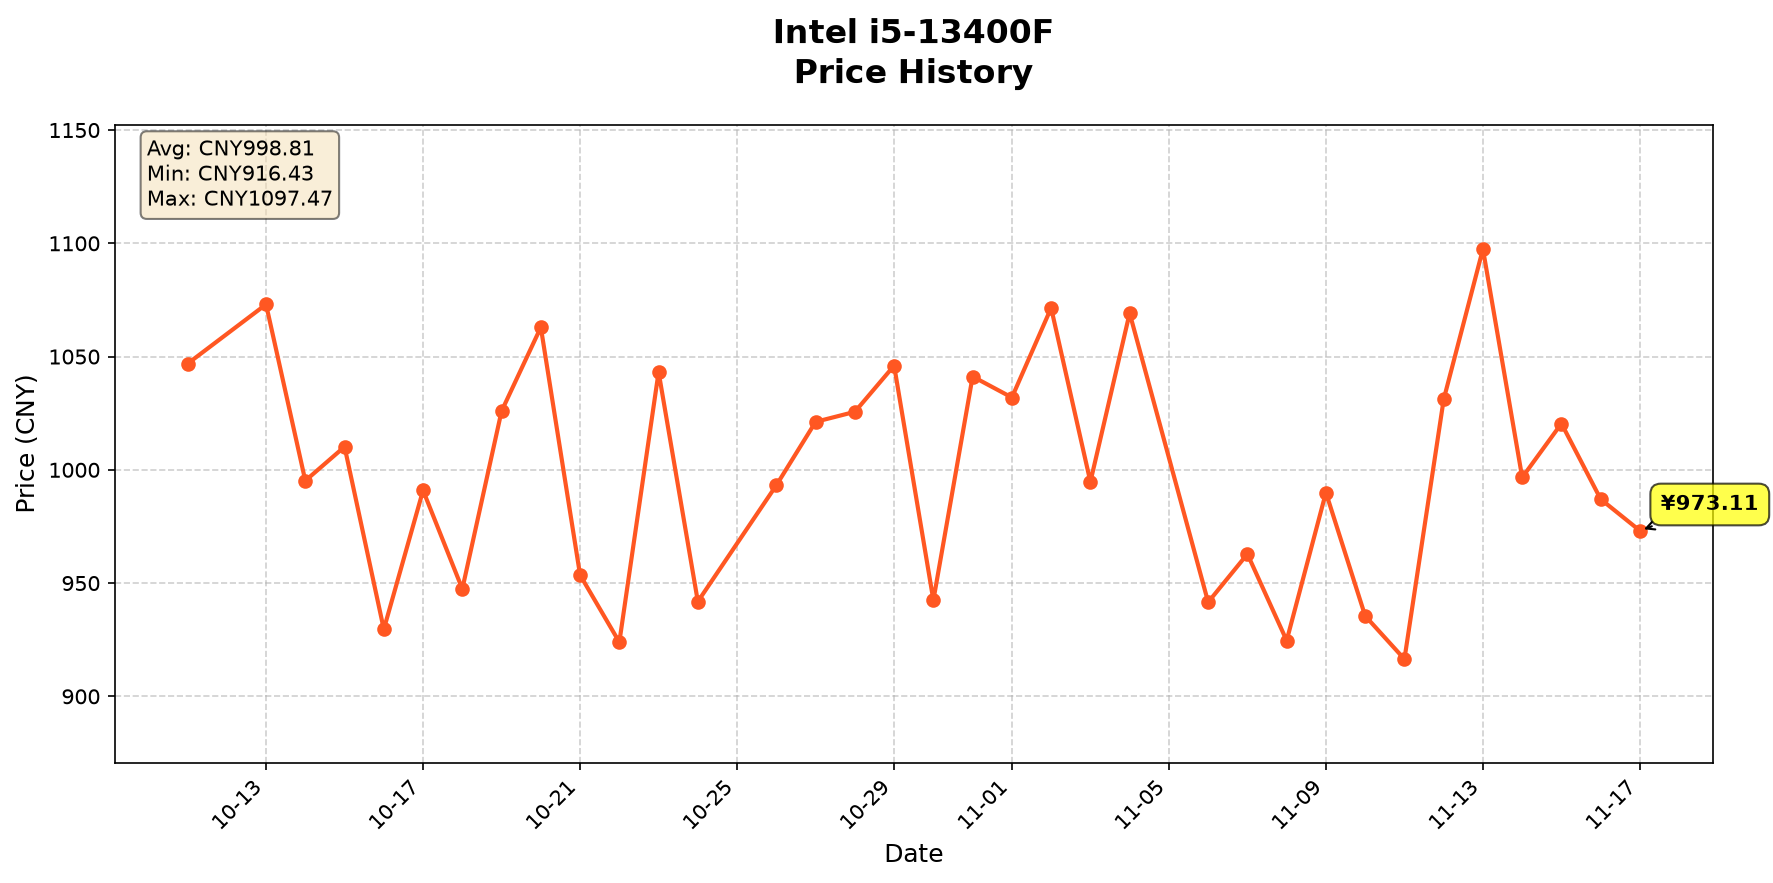 Intel i5-13400F
Price History
Avg: CNY998.81
Min: CNY916.43
Max: CNY1097.47
1150
1100
1050
1000
950
900
Price (CNY)
¥973.11
10-13
10-17
10-21
10-25
10-29
11-01
11-05
11-09
11-13
11-17
Date